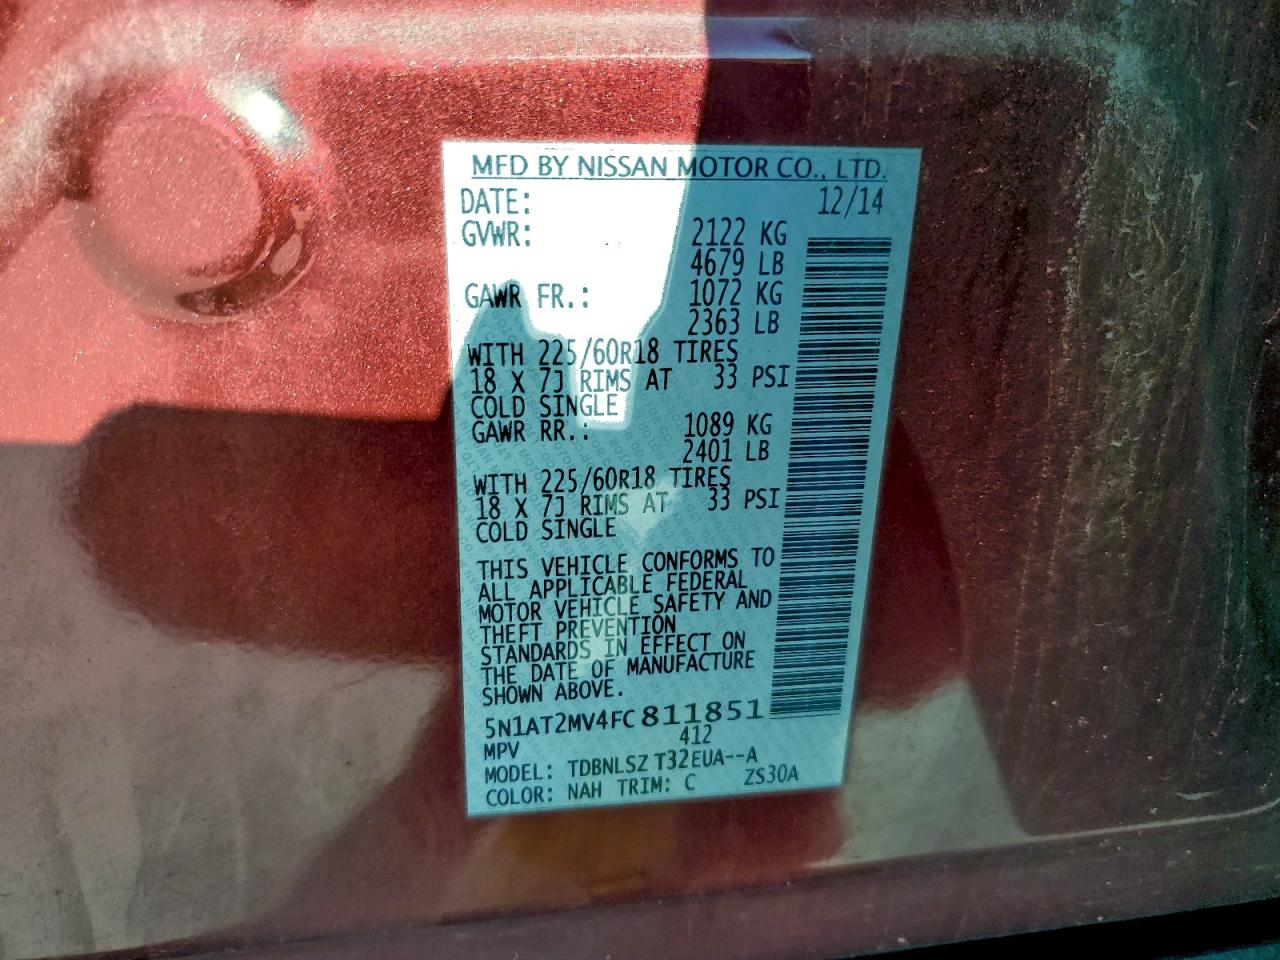 MFD BY NISSAN MOTOR CO., LTD.
DATE: 12/14
GVWR: 2122 KG
4679 LB
GAWR FR.: 1072 KG
2363 LB
WITH 225/60R18 TIRES
18 X 7J RIMS AT 33 PSI
COLD SINGLE
GAWR RR.: 1089 KG
2401 LB
WITH 225/60R18 TIRES
18 X 7J RIMS AT 33 PSI
COLD SINGLE
THIS VEHICLE CONFORMS TO
ALL APPLICABLE FEDERAL
MOTOR VEHICLE SAFETY AND
THEFT PREVENTION
STANDARDS IN EFFECT ON
THE DATE OF MANUFACTURE
SHOWN ABOVE.
5N1AT2MV4FC811851
MPV 412
MODEL: TDBNLSZ T32EUA--A
COLOR: NAH TRIM: C ZS30A